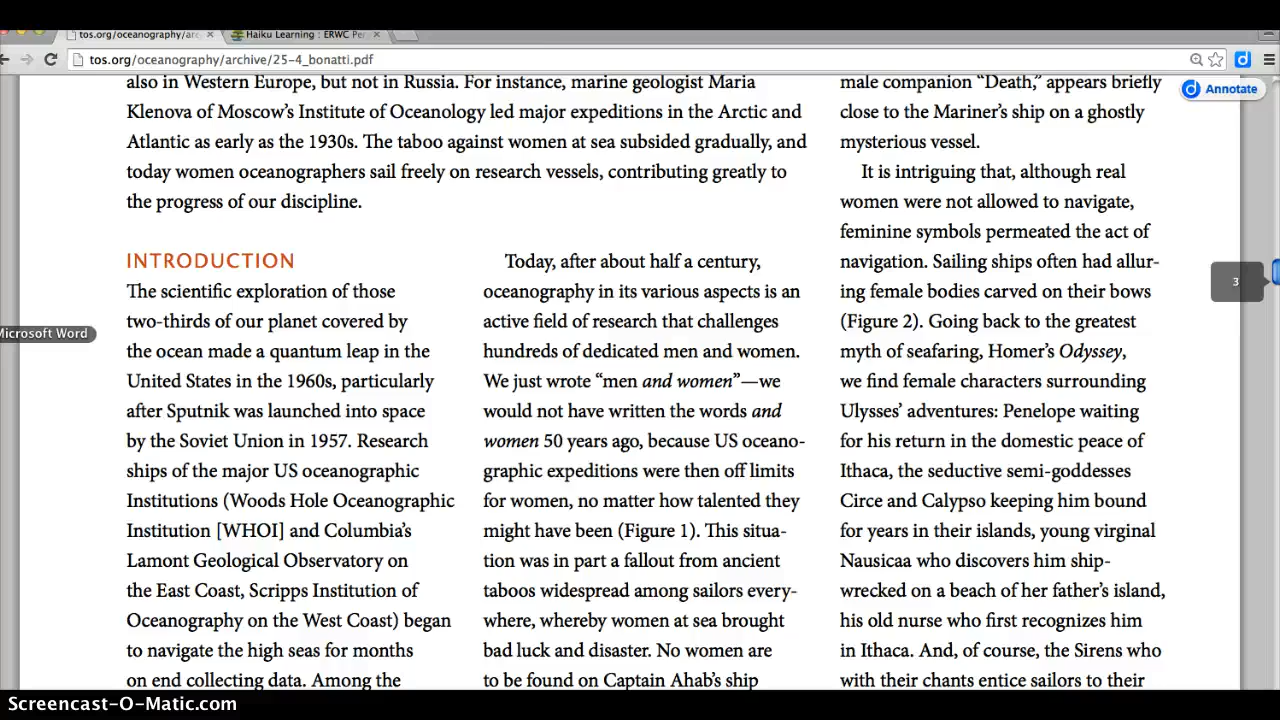 tos.org/oceanography/ar
Haiku Learning : ERWC Pe
tos.org/oceanography/archive/25-4_bonatti.pdf
Annotate
also in Western Europe, but not in Russia. For instance, marine geologist Maria
Klenova of Moscow's Institute of Oceanology led major expeditions in the Arctic and
Atlantic as early as the 1930s. The taboo against women at sea subsided gradually, and
today women oceanographers sail freely on research vessels, contributing greatly to
the progress of our discipline.
INTRODUCTION
The scientific exploration of those
two-thirds of our planet covered by
the ocean made a quantum leap in the
United States in the 1960s, particularly
after Sputnik was launched into space
by the Soviet Union in 1957. Research
ships of the major US oceanographic
Institutions (Woods Hole Oceanographic
Institution [WHOI] and Columbia's
Lamont Geological Observatory on
the East Coast, Scripps Institution of
Oceanography on the West Coast) began
to navigate the high seas for months
on end collecting data. Among the
Today, after about half a century,
oceanography in its various aspects is an
active field of research that challenges
hundreds of dedicated men and women.
We just wrote “men and women”—we
would not have written the words and
women 50 years ago, because US oceano-
graphic expeditions were then off limits
for women, no matter how talented they
might have been (Figure 1). This situa-
tion was in part a fallout from ancient
taboos widespread among sailors every-
where, whereby women at sea brought
bad luck and disaster. No women are
to be found on Captain Ahab's ship
male companion “Death,” appears briefly
close to the Mariner's ship on a ghostly
mysterious vessel.
It is intriguing that, although real
women were not allowed to navigate,
feminine symbols permeated the act of
navigation. Sailing ships often had allur-
ing female bodies carved on their bows
(Figure 2). Going back to the greatest
myth of seafaring, Homer's Odyssey,
we find female characters surrounding
Ulysses' adventures: Penelope waiting
for his return in the domestic peace of
Ithaca, the seductive semi-goddesses
Circe and Calypso keeping him bound
for years in their islands, young virginal
Nausicaa who discovers him ship-
wrecked on a beach of her father's island,
his old nurse who first recognizes him
in Ithaca. And, of course, the Sirens who
with their chants entice sailors to their
3
Microsoft Word
Screencast-O-Matic.com